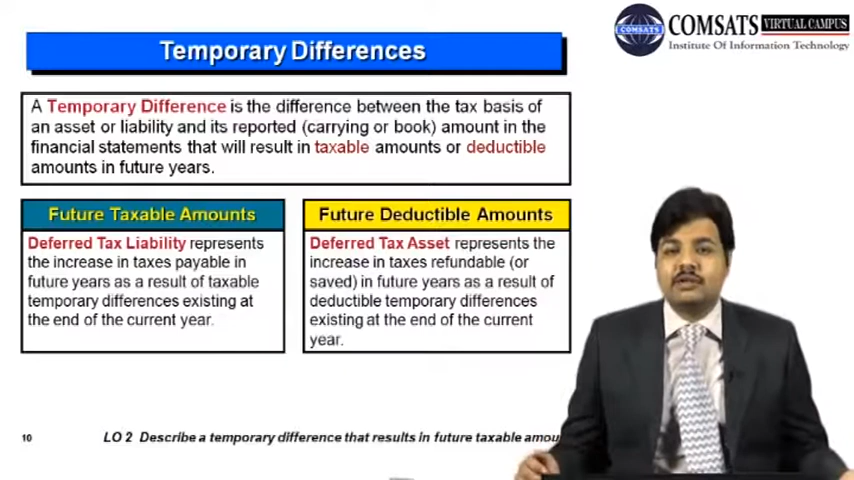 Temporary Differences
COMSATS VIRTUAL CAMPUS
Institute Of Information Technology
COMSATS
A Temporary Difference is the difference between the tax basis of
an asset or liability and its reported (carrying or book) amount in the
financial statements that will result in taxable amounts or deductible
amounts in future years.
Future Taxable Amounts
Deferred Tax Liability represents
the increase in taxes payable in
future years as a result of taxable
temporary differences existing at
the end of the current year.
Future Deductible Amounts
Deferred Tax Asset represents the
increase in taxes refundable (or
saved) in future years as a result of
deductible temporary differences
existing at the end of the current
year.
10
LO 2 Describe a temporary difference that results in future taxable amou